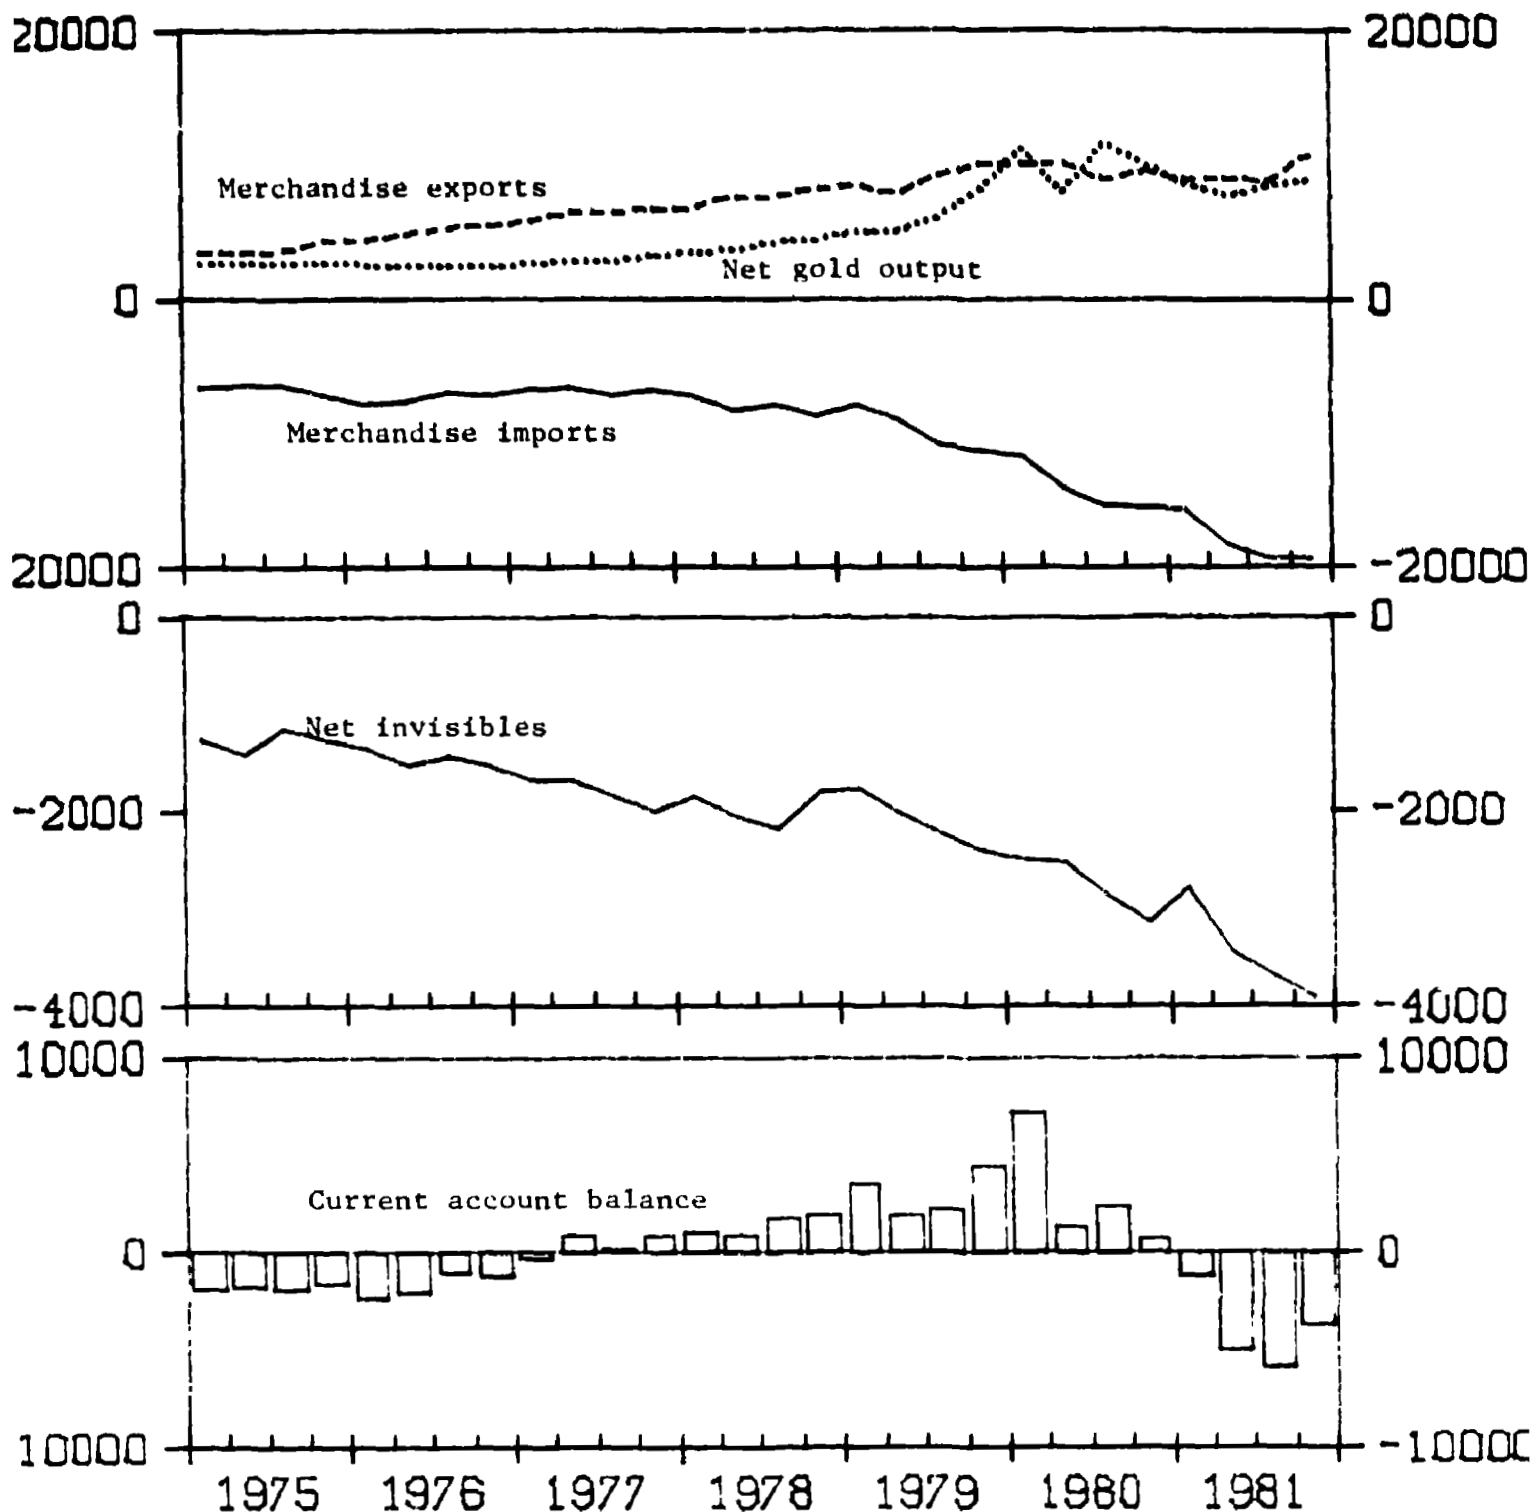 20000 20000
Merchandise exports
Net gold output
0 0
Merchandise imports
20000 -20000
0 0
Net invisibles
-2000 -2000
-4000 -4000
10000 10000
Current account balance
0 0
10000 -10000
1975 1976 1977 1978 1979 1980 1981